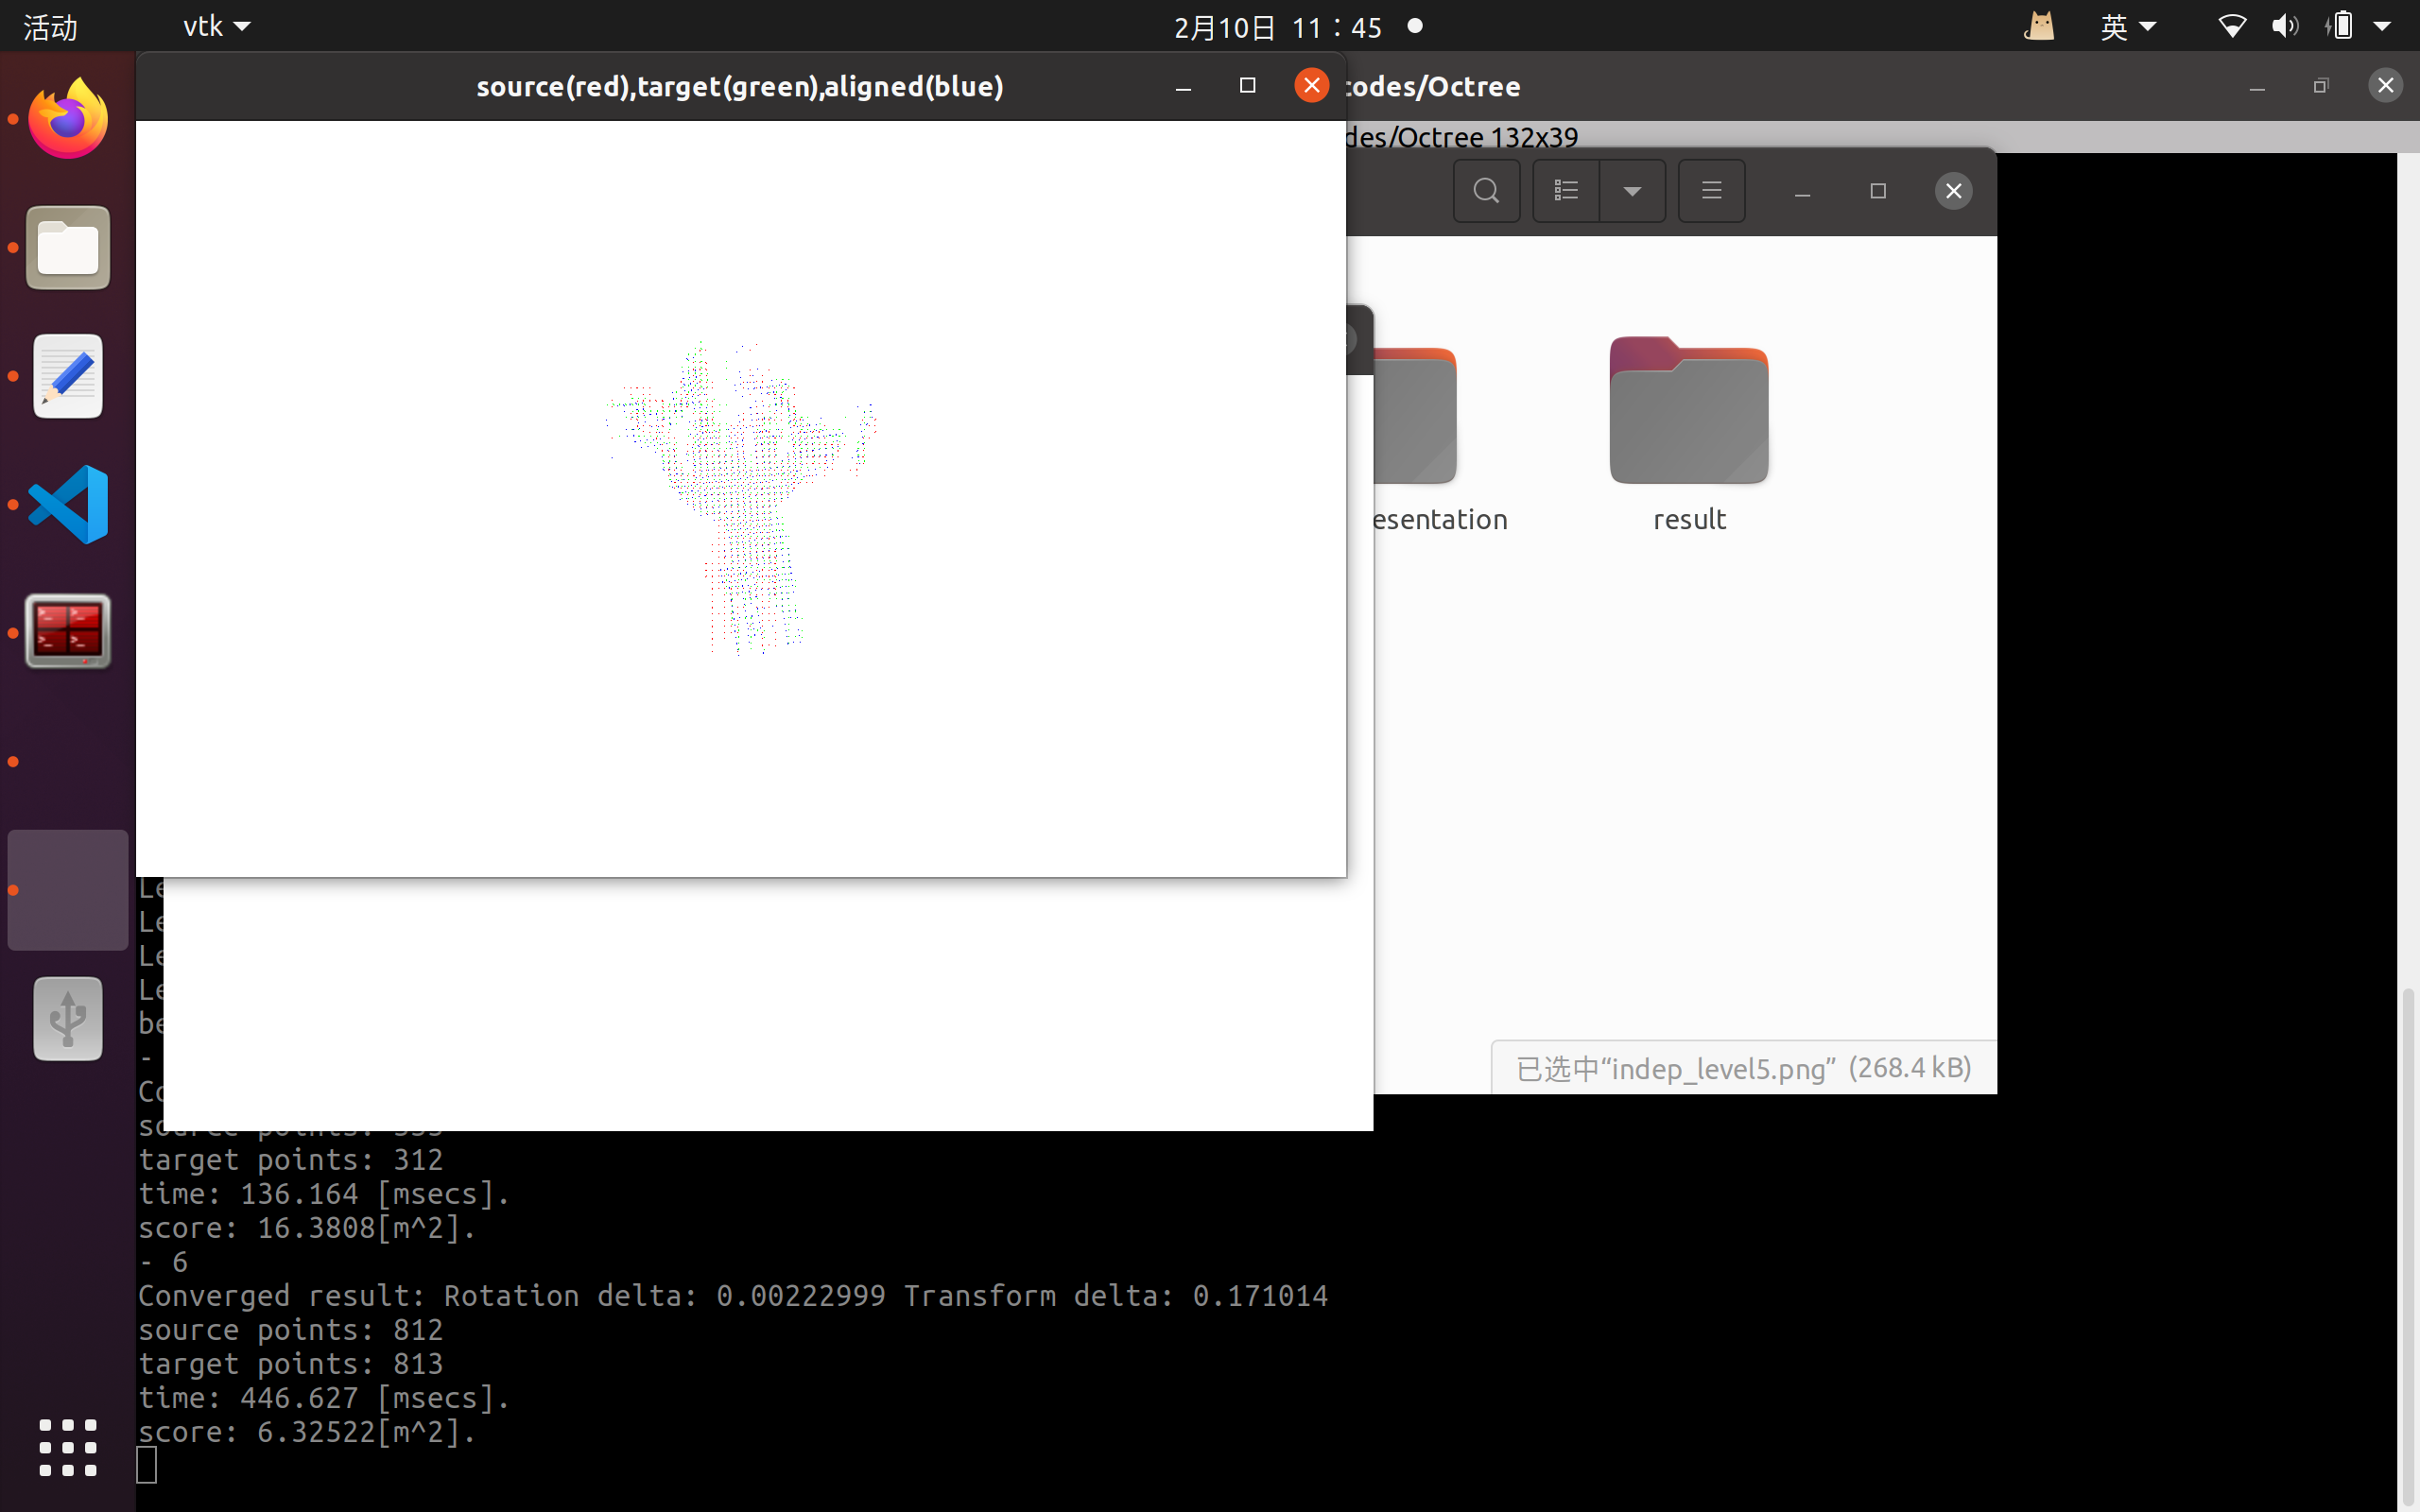 活动
vtk
2月10日 11：45
英
source(red),target(green),aligned(blue)
codes/Octree
des/Octree 132x39
esentation
result
已选中“indep_level5.png” (268.4 kB)
Le
Le
Le
Le
be
-
Co
source points:
target points: 312
time: 136.164 [msecs].
score: 16.3808[m^2].
- 6
Converged result: Rotation delta: 0.00222999 Transform delta: 0.171014
source points: 812
target points: 813
time: 446.627 [msecs].
score: 6.32522[m^2].